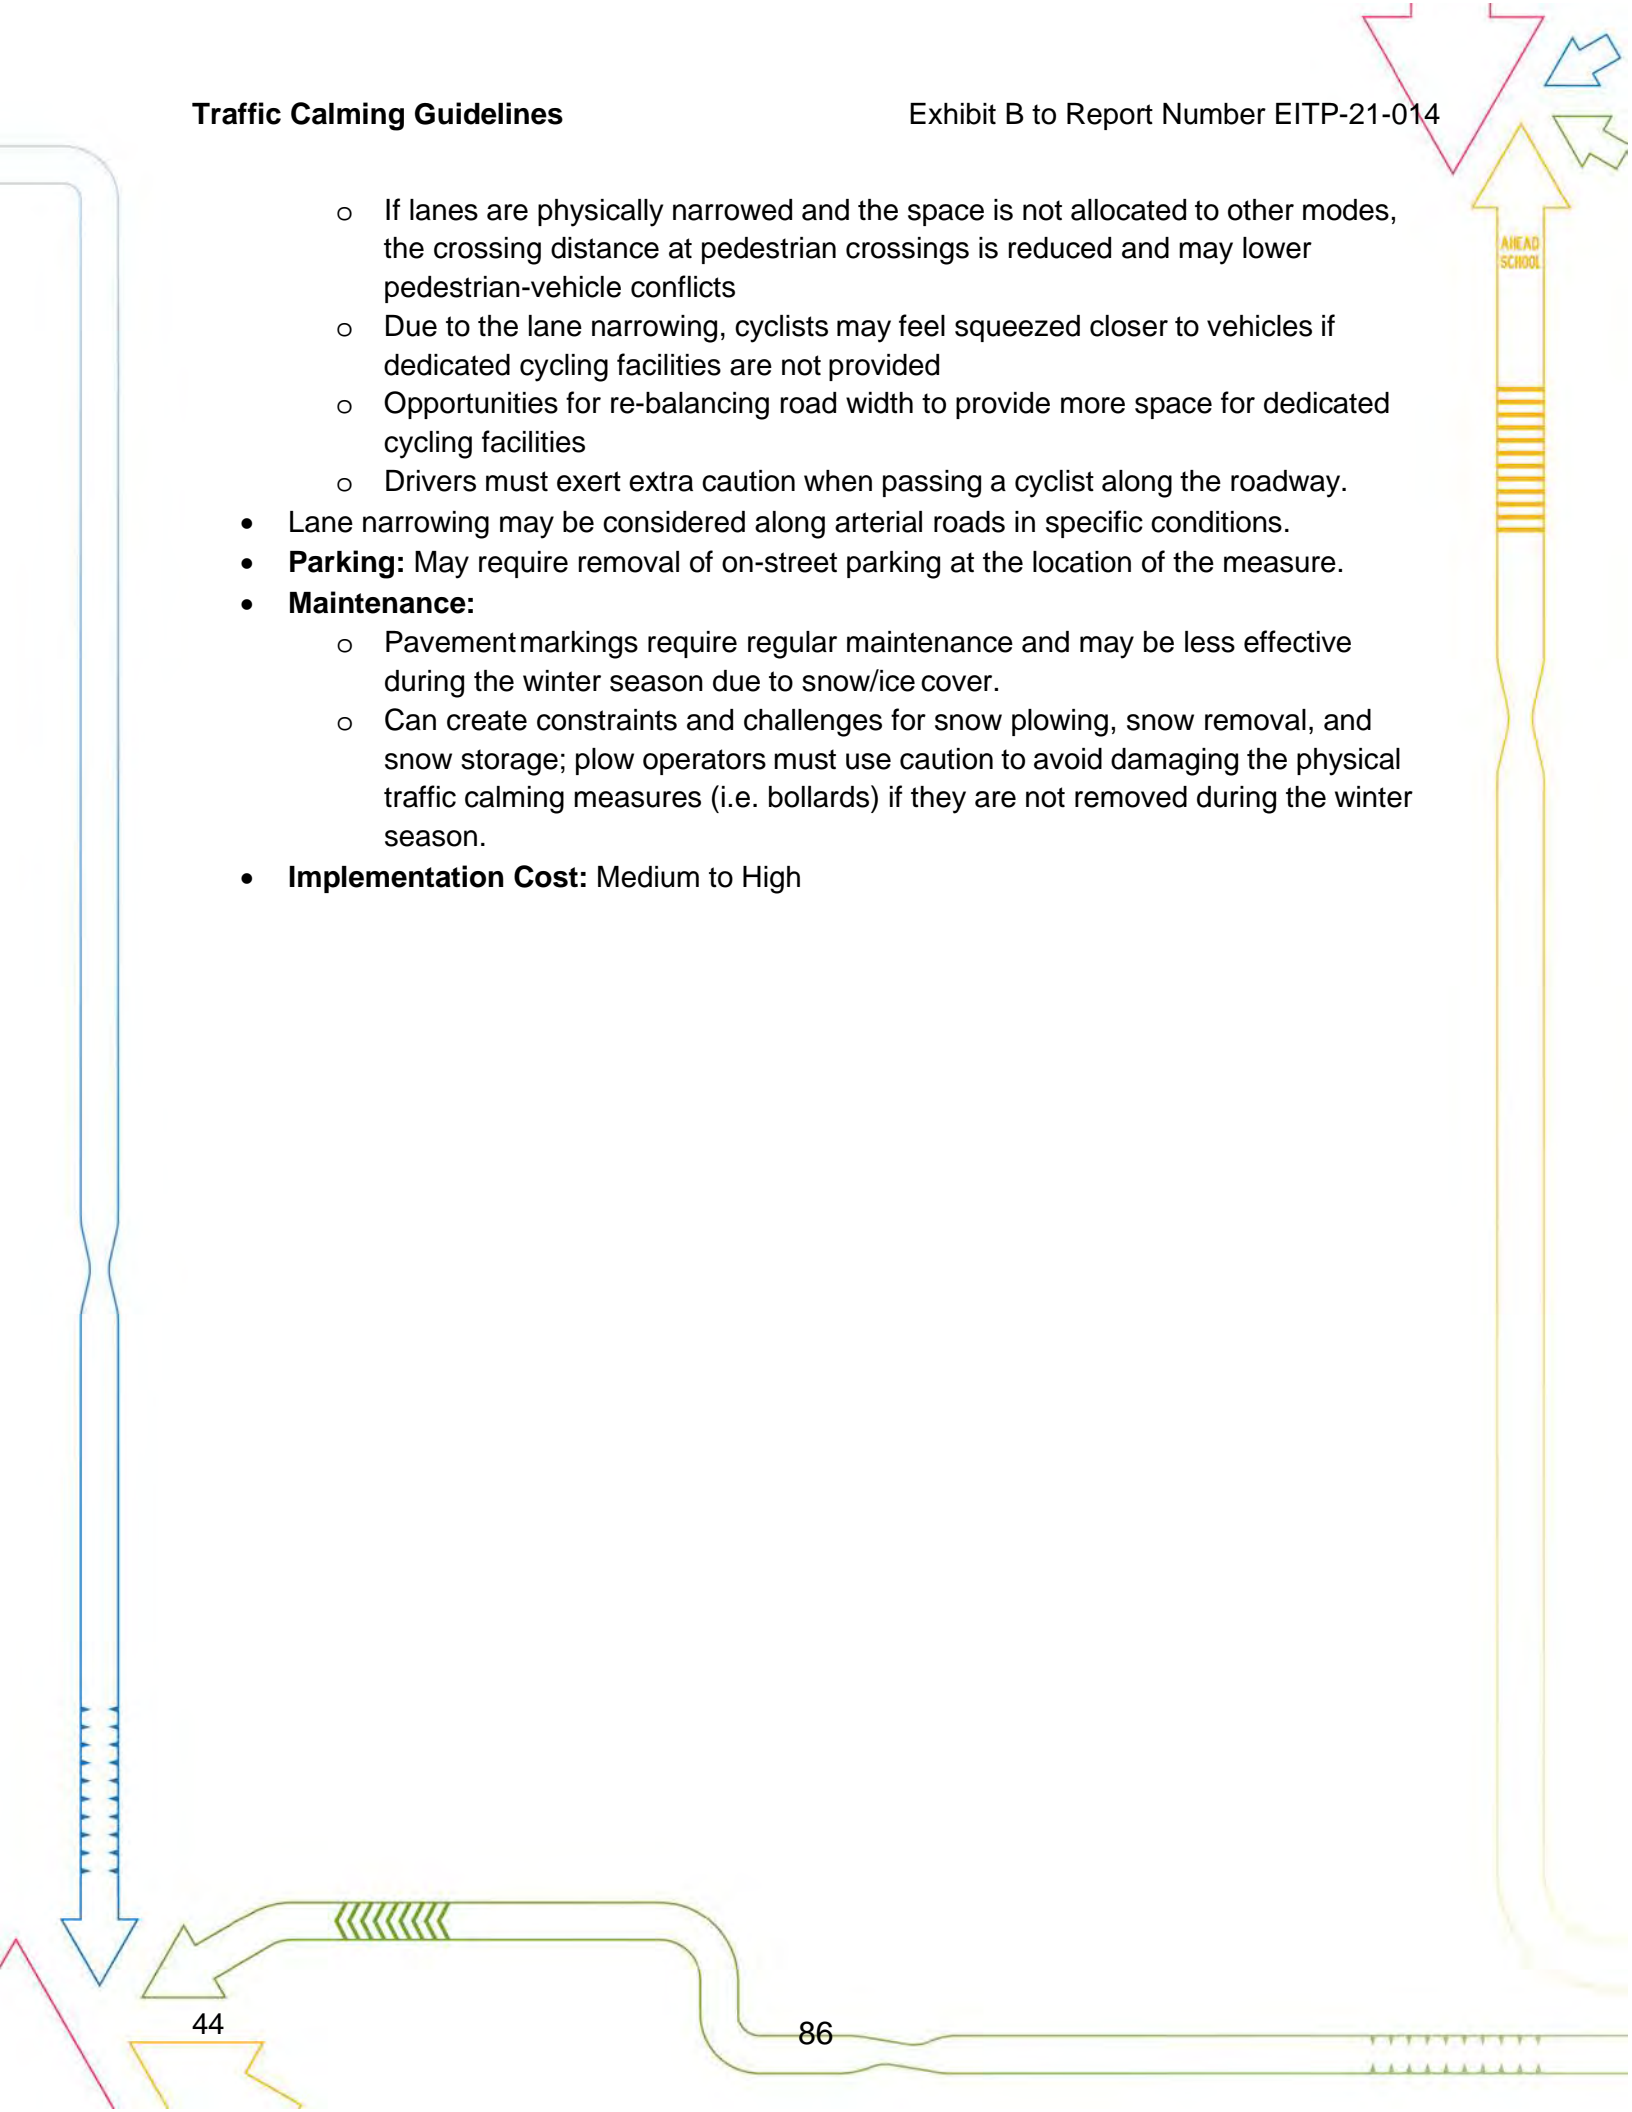 Traffic Calming Guidelines Exhibit B to Report Number EITP-21-014
AHEAD
SCHOOL
o If lanes are physically narrowed and the space is not allocated to other modes,
the crossing distance at pedestrian crossings is reduced and may lower
pedestrian-vehicle conflicts
o Due to the lane narrowing, cyclists may feel squeezed closer to vehicles if
dedicated cycling facilities are not provided
o Opportunities for re-balancing road width to provide more space for dedicated
cycling facilities
o Drivers must exert extra caution when passing a cyclist along the roadway.
• Lane narrowing may be considered along arterial roads in specific conditions.
• Parking: May require removal of on-street parking at the location of the measure.
• Maintenance:
o Pavement markings require regular maintenance and may be less effective
during the winter season due to snow/ice cover.
o Can create constraints and challenges for snow plowing, snow removal, and
snow storage; plow operators must use caution to avoid damaging the physical
traffic calming measures (i.e. bollards) if they are not removed during the winter
season.
• Implementation Cost: Medium to High
44
86